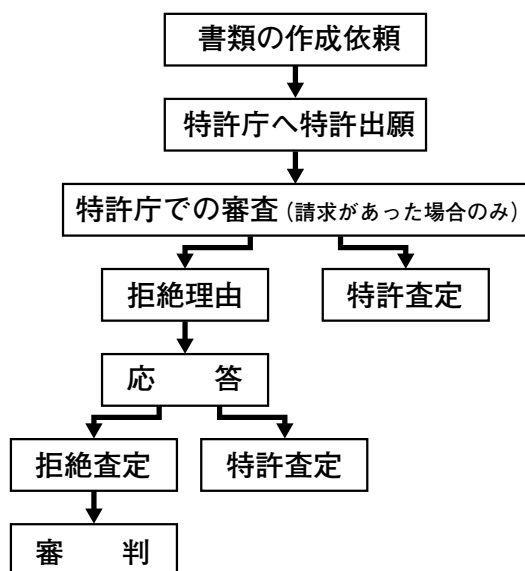 書類の作成依頼
特許庁へ特許出願
特許庁での審査(請求があった場合のみ)
拒絶理由
特許査定
応　　答
拒絶査定
特許査定
審　　判